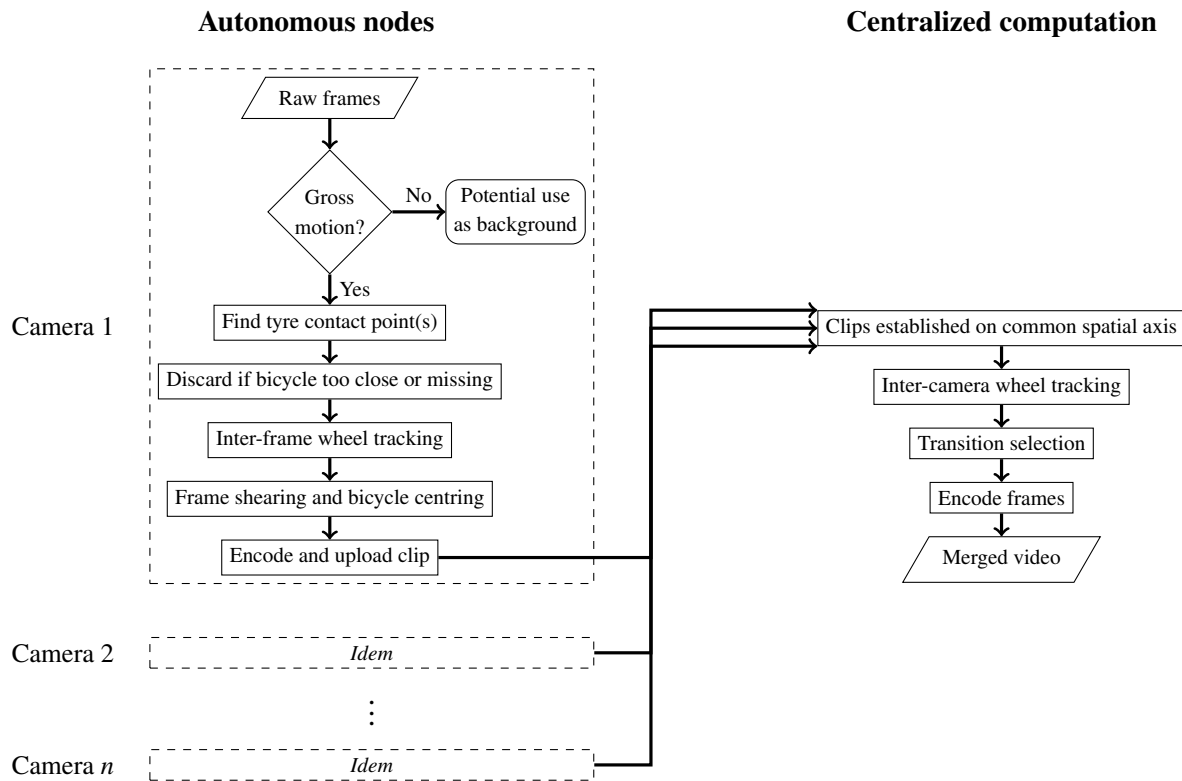 Autonomous nodes
Centralized computation
Raw frames
Gross
motion?
No
Potential use
as background
Yes
Camera 1
Find tyre contact point(s)
Discard if bicycle too close or missing
Inter-frame wheel tracking
Frame shearing and bicycle centring
Encode and upload clip
Clips established on common spatial axis
Inter-camera wheel tracking
Transition selection
Encode frames
Merged video
Camera 2
Idem
⋮
Camera n
Idem